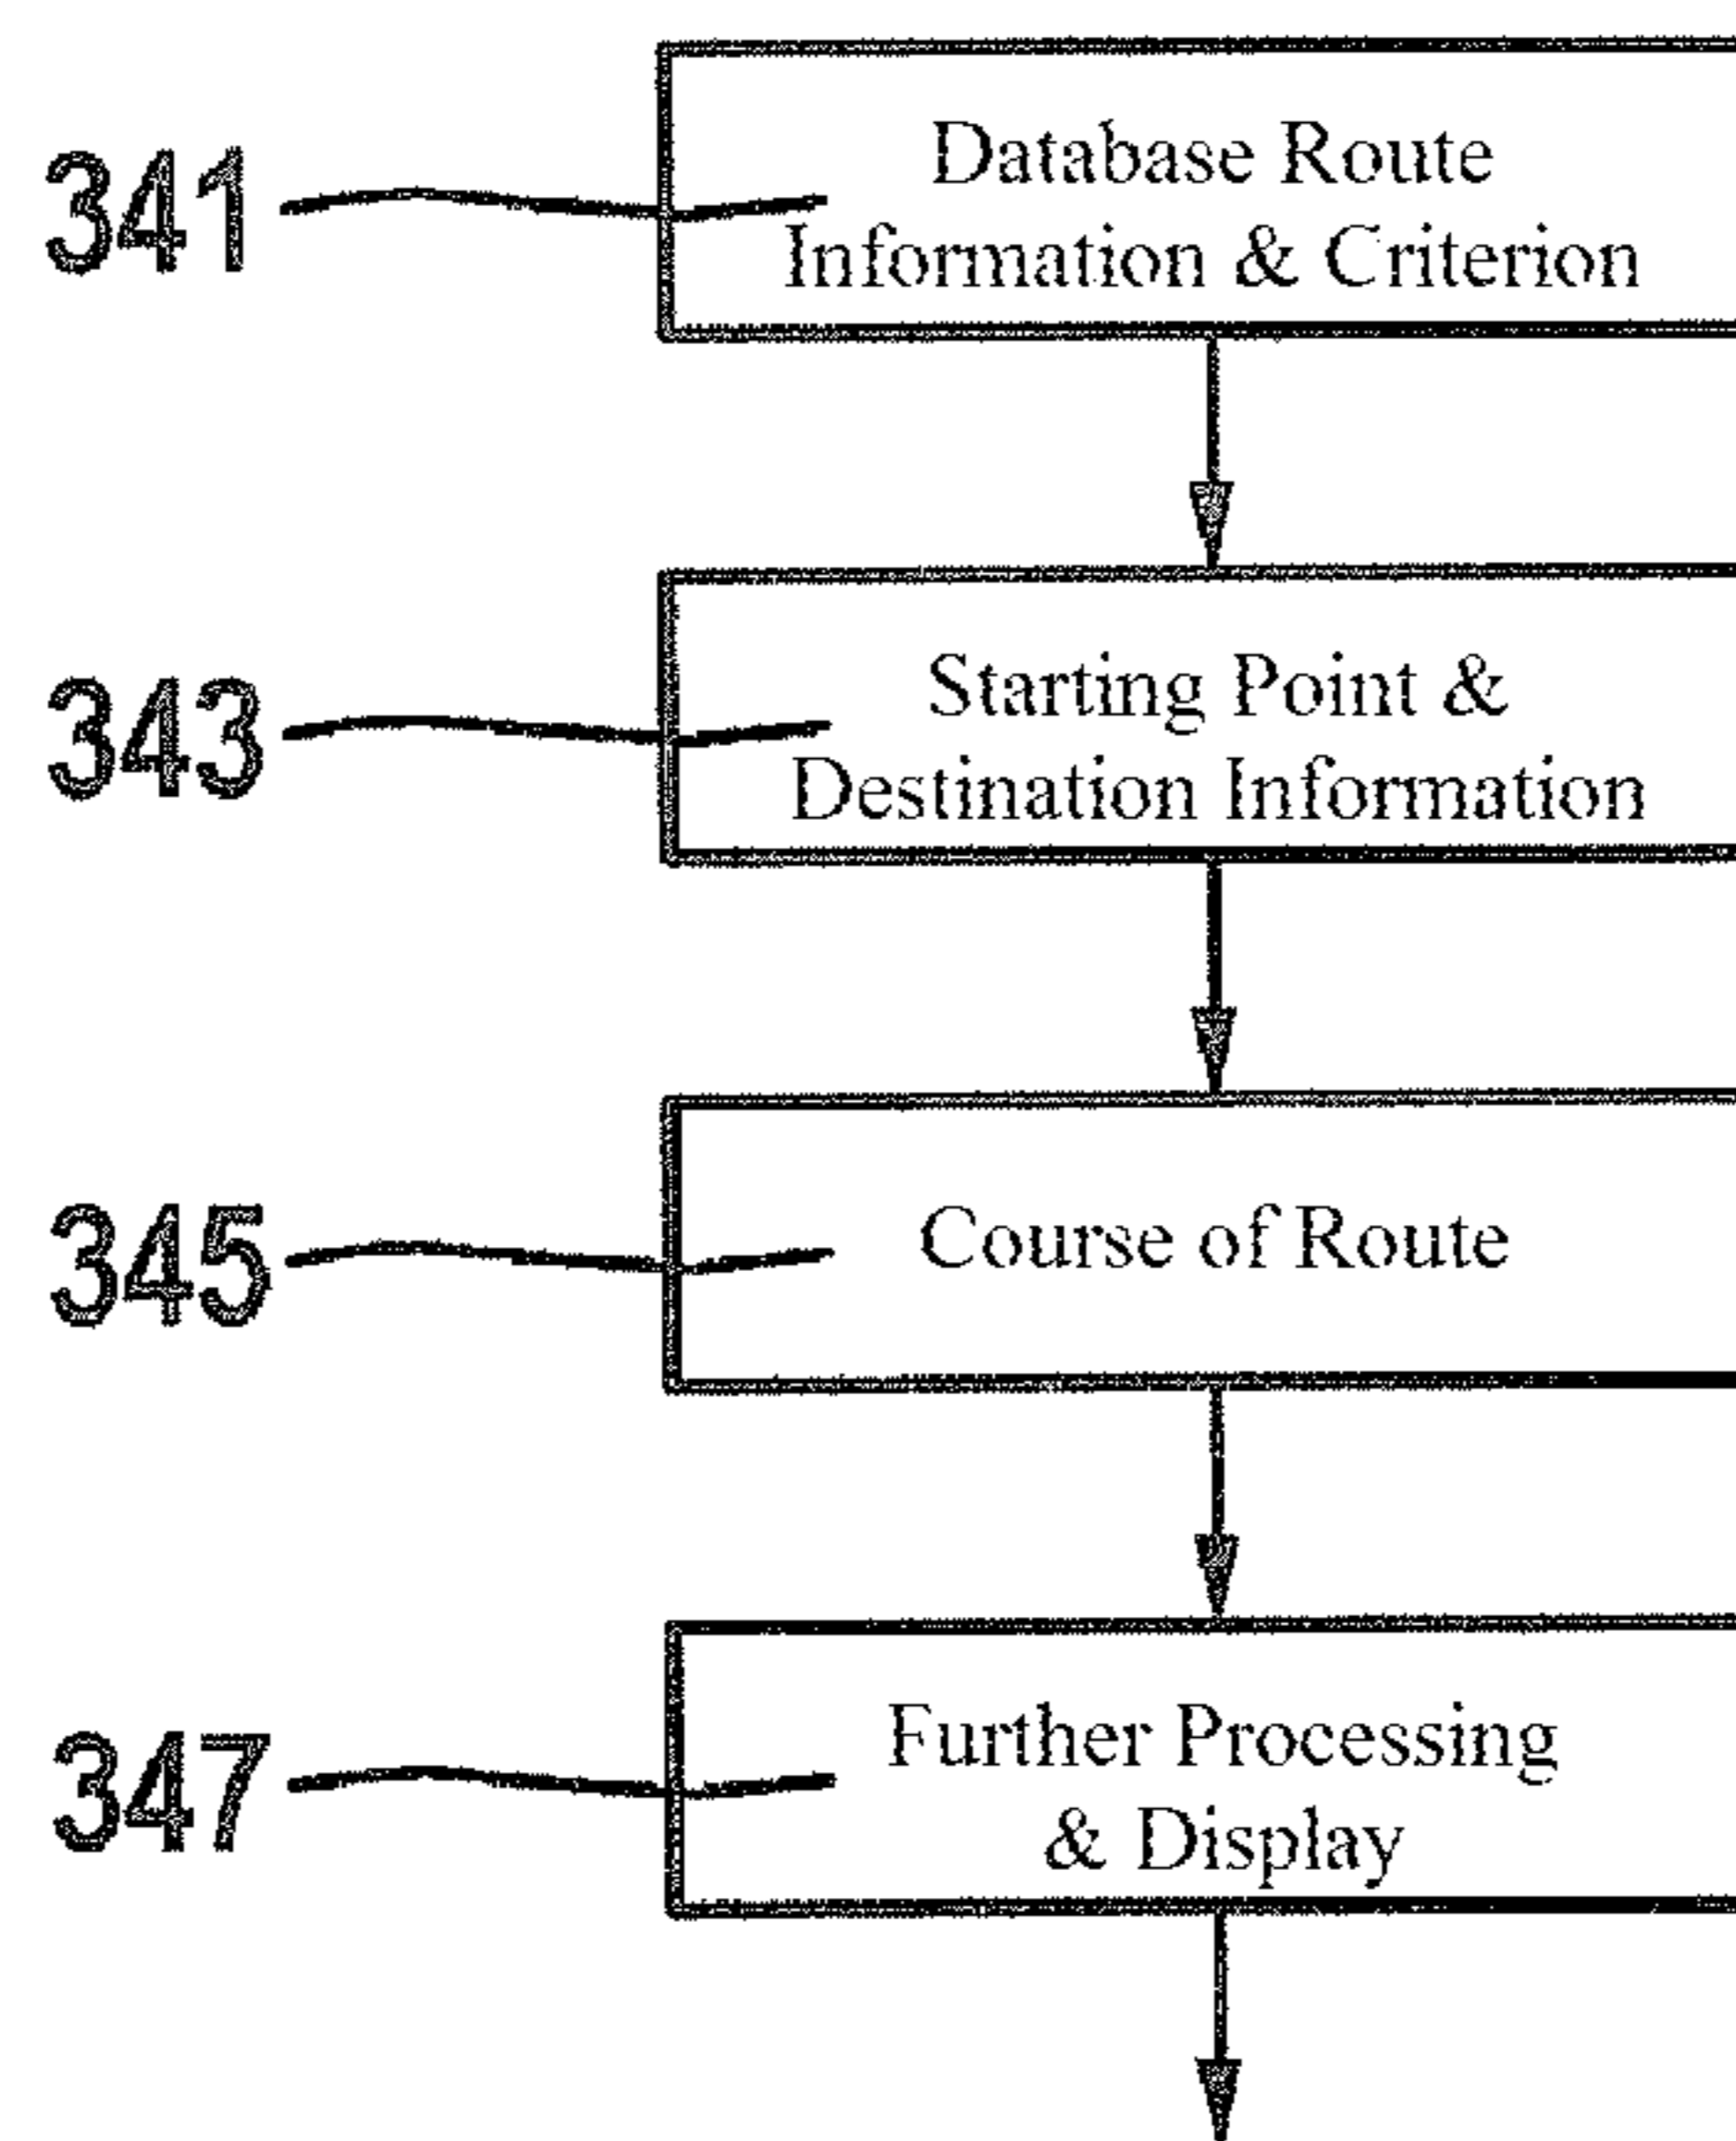 341
Database Route
Information & Criterion
343
Starting Point &
Destination Information
345
Course of Route
347
Further Processing
& Display